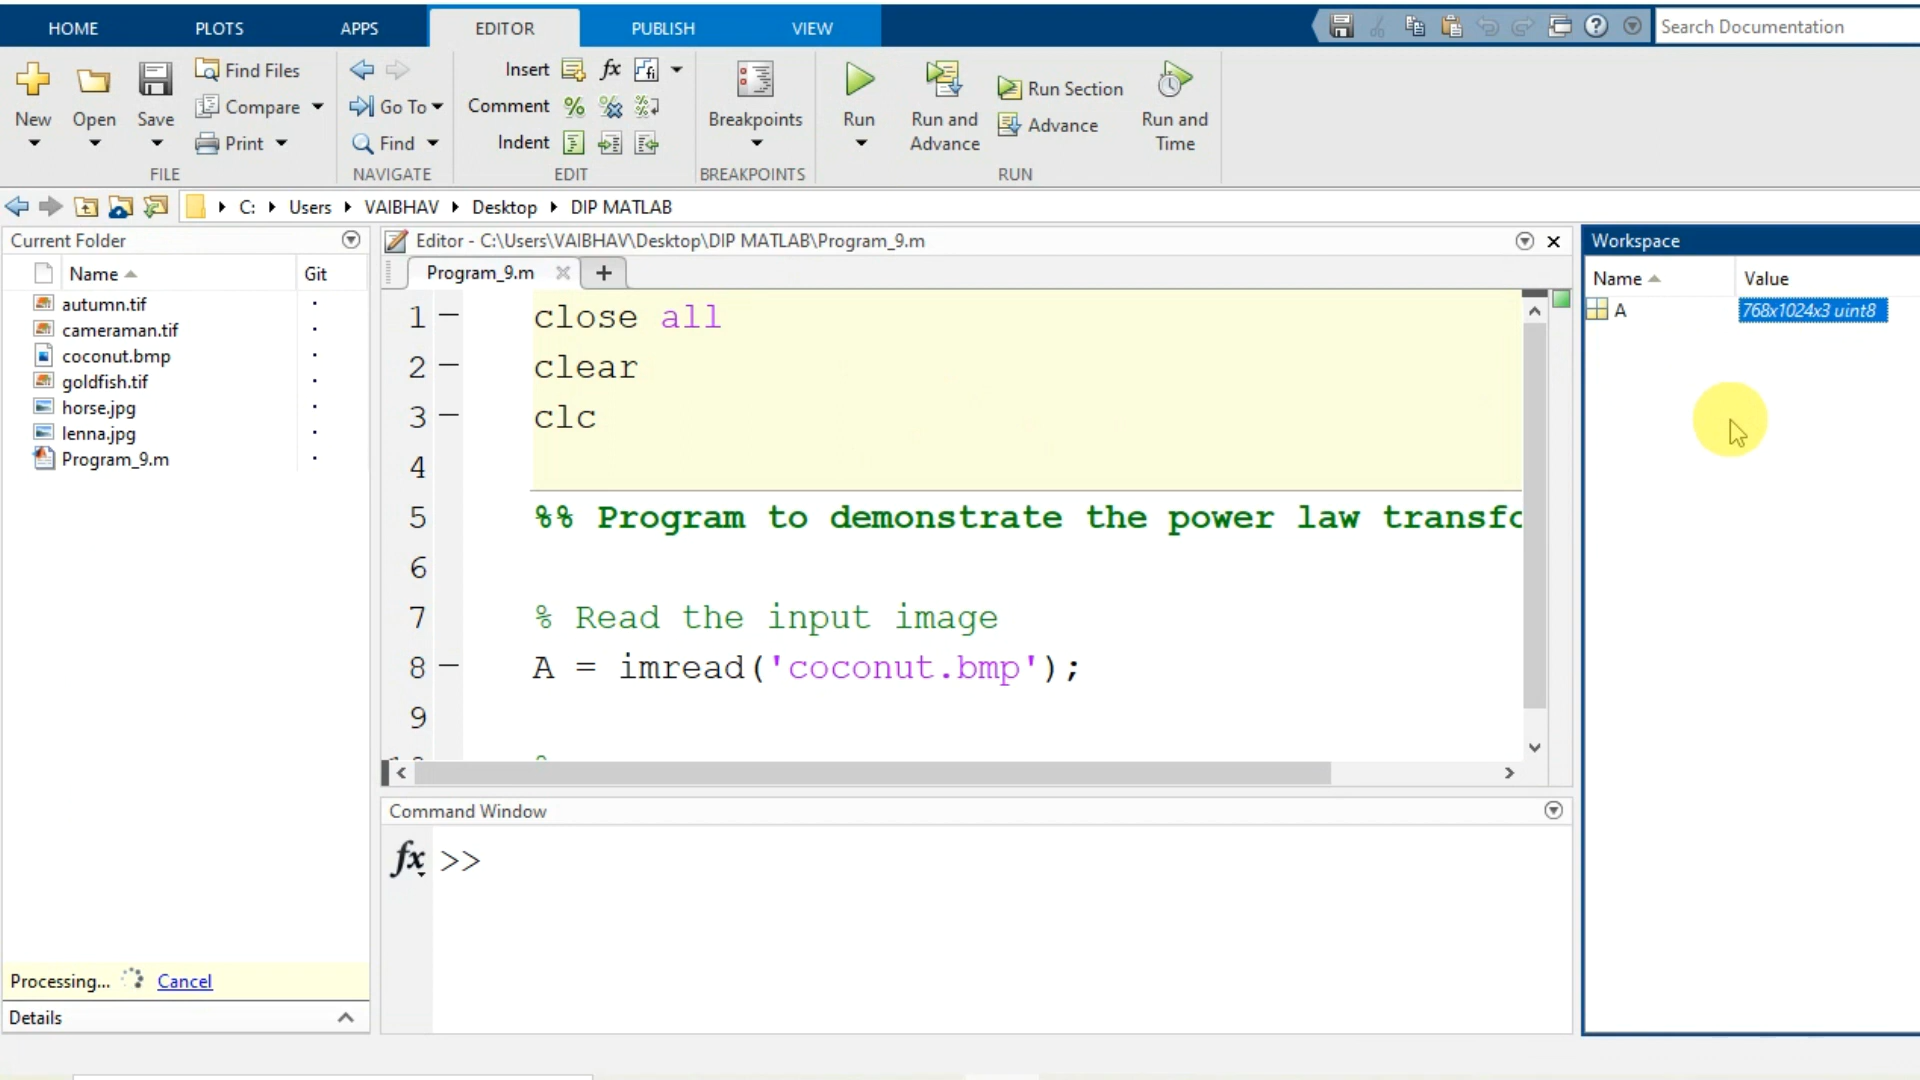 HOME PLOTS APPS EDITOR PUBLISH VIEW Search Documentation
New Open Save Find Files Compare Print
FILE
Go To Find
NAVIGATE
Insert fx fi
Comment % % %
Indent
EDIT
Breakpoints
BREAKPOINTS
Run Run and Advance Run Section Advance Run and Time
RUN
C: Users VAIBHAV Desktop DIP MATLAB
Current Folder
Name Git
autumn.tif
cameraman.tif
coconut.bmp
goldfish.tif
horse.jpg
lenna.jpg
Program_9.m
Processing... Cancel
Details
Editor - C:\Users\VAIBHAV\Desktop\DIP MATLAB\Program_9.m
Program_9.m
1 close all
2 clear
3 clc
4
5 %% Program to demonstrate the power law transfo
6
7 % Read the input image
8 A = imread('coconut.bmp');
9
Command Window
fx >>
Workspace
Name Value
A 768x1024x3 uint8